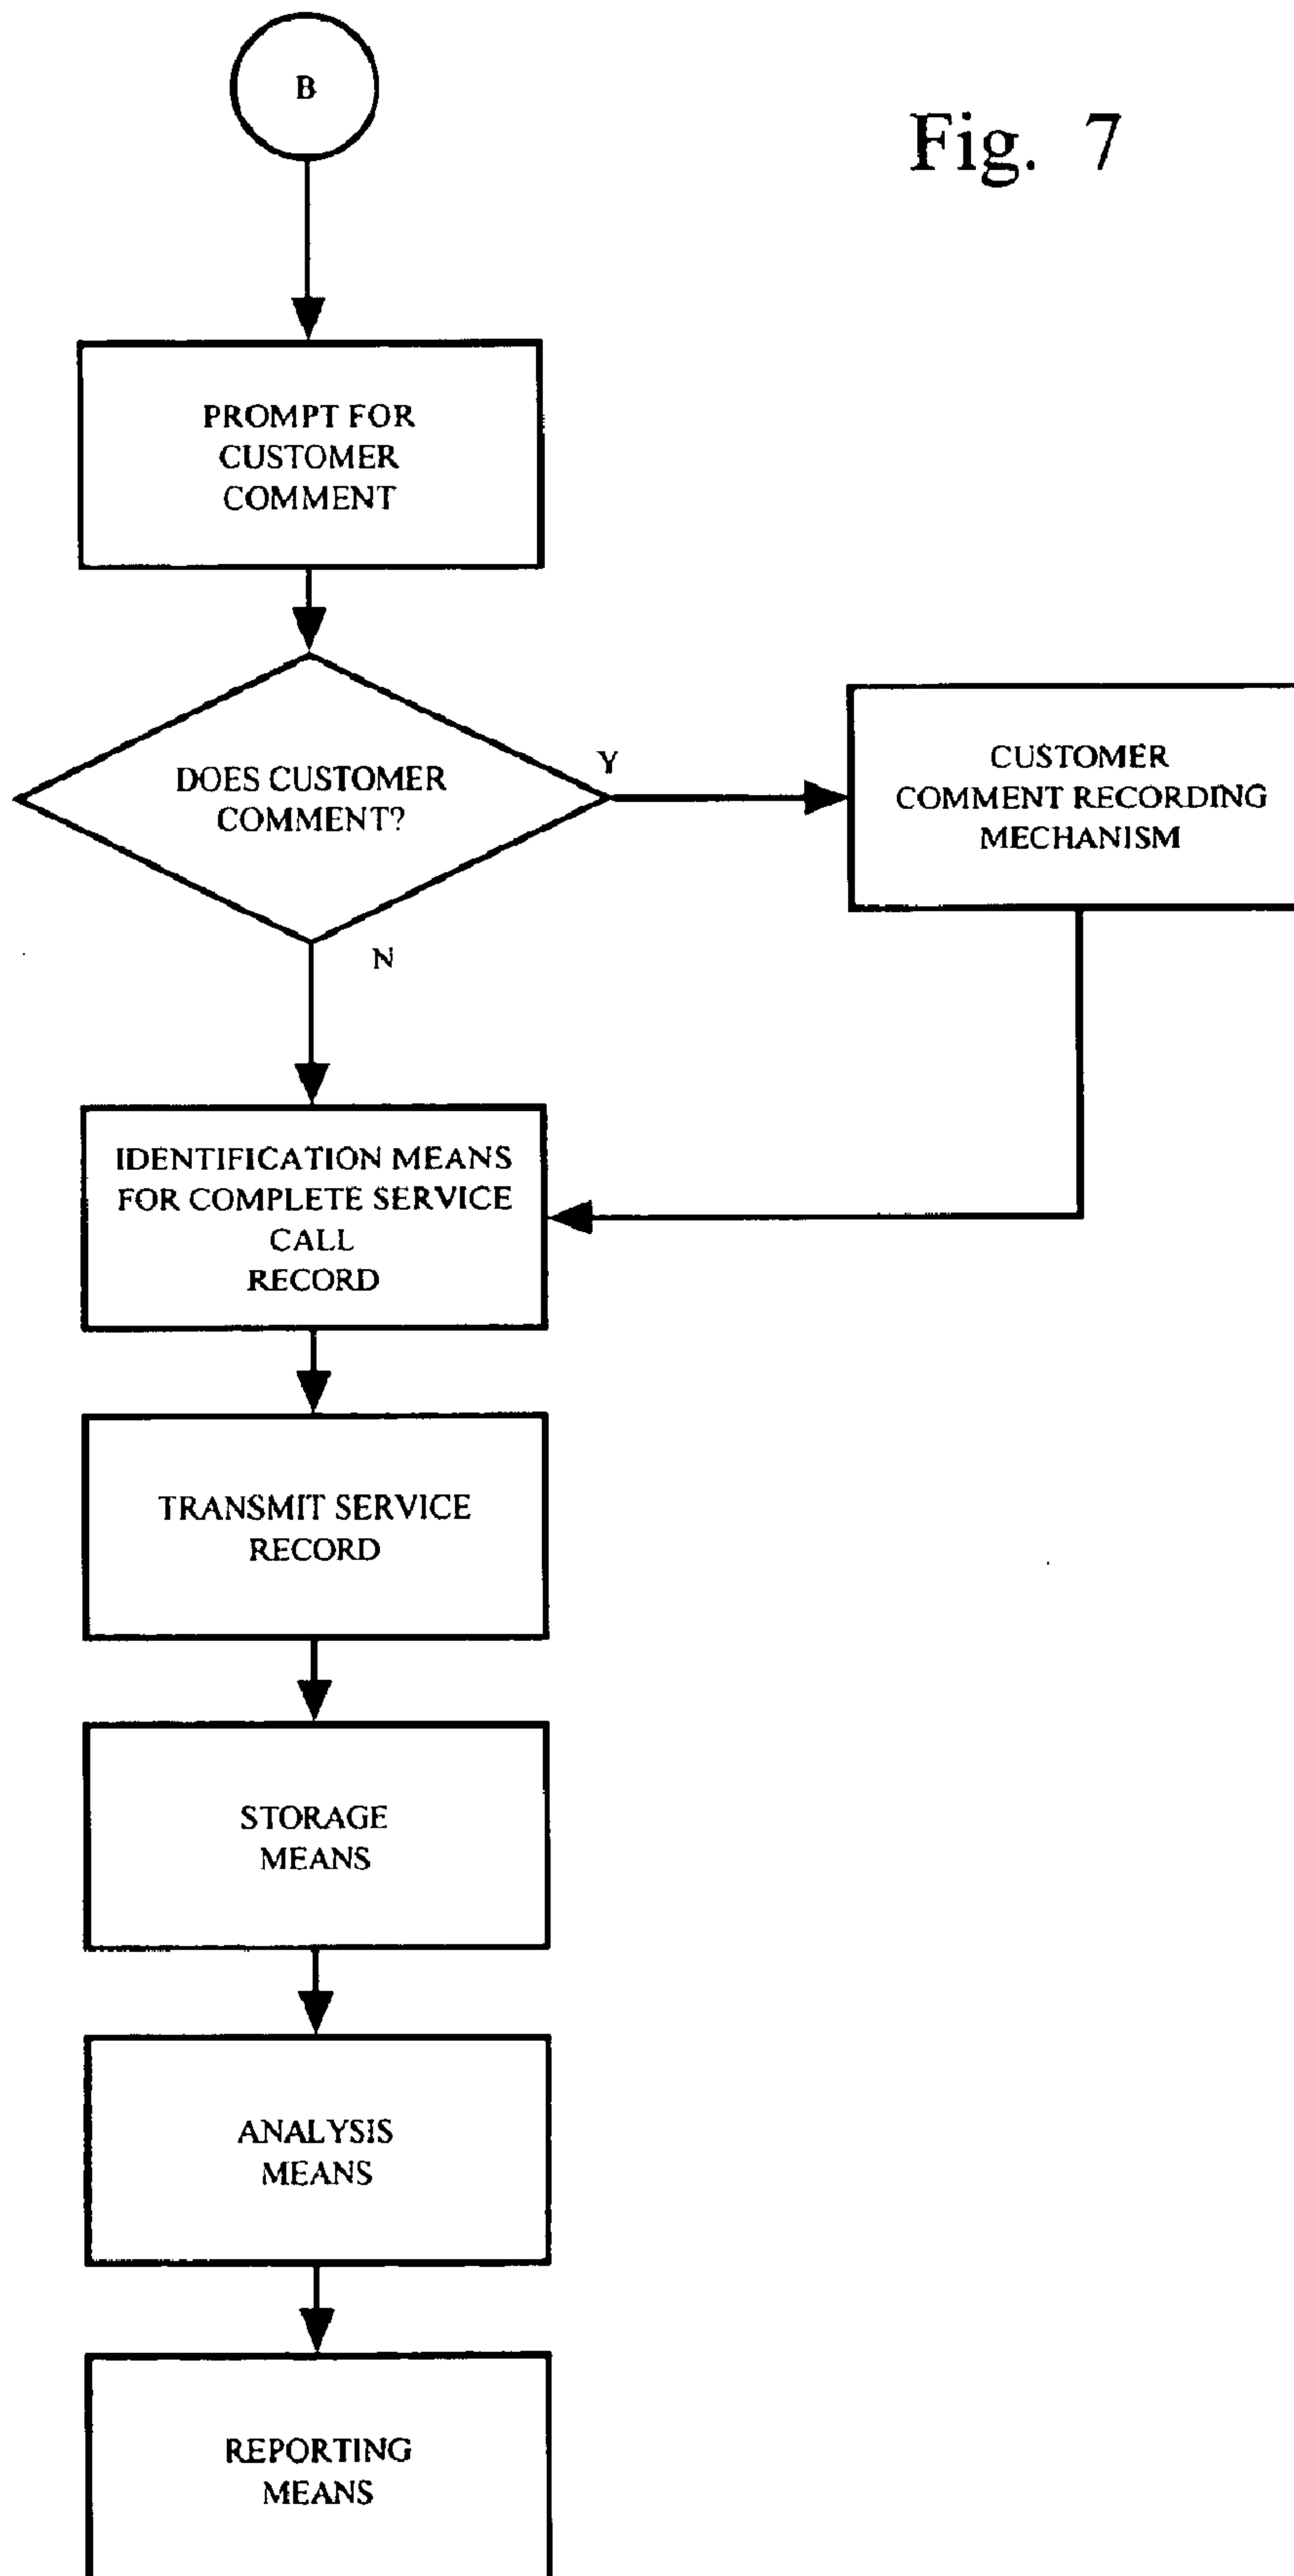 B
Fig. 7
PROMPT FOR
CUSTOMER
COMMENT
DOES CUSTOMER
COMMENT?
Y
CUSTOMER
COMMENT RECORDING
MECHANISM
N
IDENTIFICATION MEANS
FOR COMPLETE SERVICE
CALL
RECORD
TRANSMIT SERVICE
RECORD
STORAGE
MEANS
ANALYSIS
MEANS
REPORTING
MEANS